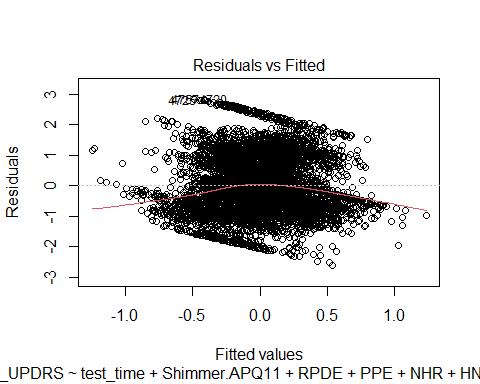 Residuals vs Fitted
Residuals
3
2
1
0
-1
-2
-3
-1.0 -0.5 0.0 0.5 1.0
Fitted values
_UPDRS ~ test_time + Shimmer.APQ11 + RPDE + PPE + NHR + HN